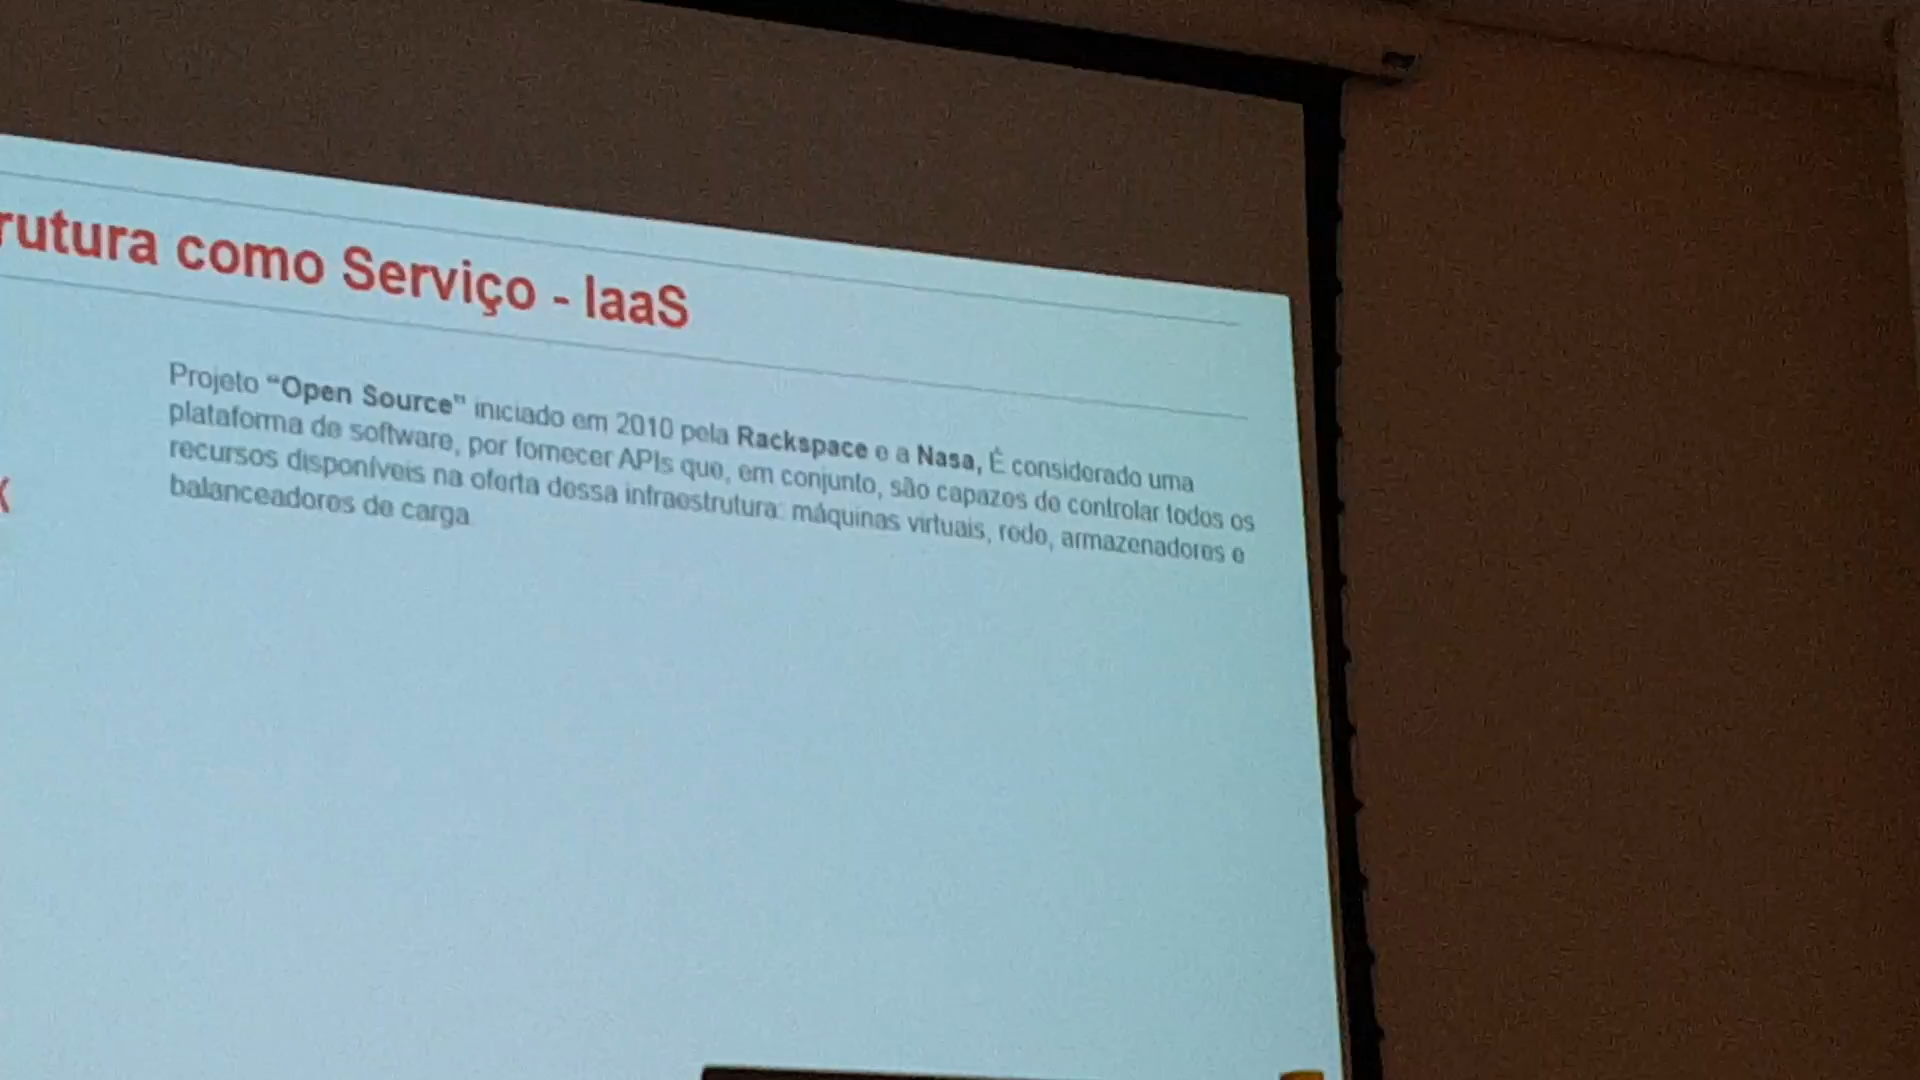 rutura como Serviço - IaaS
Projeto “Open Source” iniciado em 2010 pela Rackspace e a Nasa, É considerado uma
plataforma de software, por fornecer APIs que, em conjunto, são capazes de controlar todos os
recursos disponíveis na oferta dessa infraestrutura: máquinas virtuais, rede, armazenadores e
balanceadores de carga